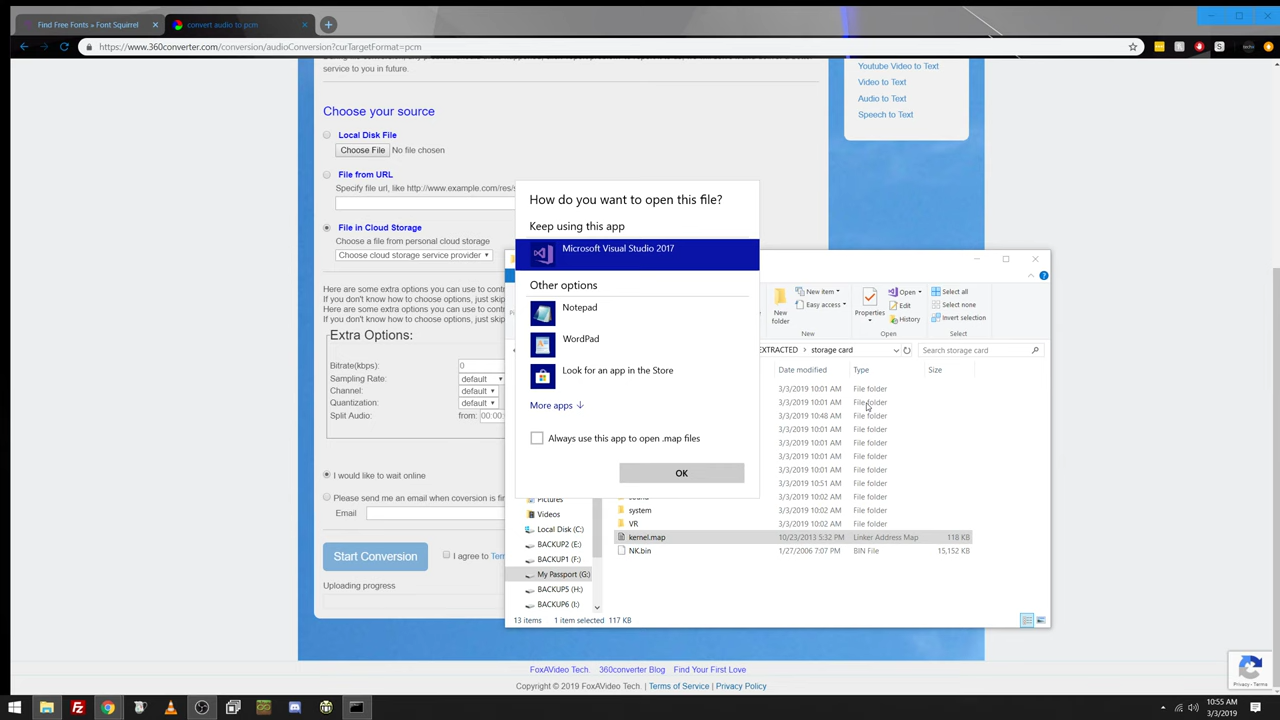 Find Free Fonts » Font Squirrel
convert audio to pcm
https://www.360converter.com/conversion/audioConversion?curTargetFormat=pcm
service to you in future.
Youtube Video to Text
Video to Text
Audio to Text
Speech to Text
Choose your source
Local Disk File
Choose File No file chosen
File from URL
Specify file url, like http://www.example.com/res/s
File in Cloud Storage
Choose a file from personal cloud storage
Choose cloud storage service provider
Here are some extra options you can use to contr
If you don't know how to choose options, just skip
Here are some extra options you can use to contr
If you don't know how to choose options, just skip
Extra Options:
Bitrate(kbps): 0
Sampling Rate: default
Channel: default
Quantization: default
Split Audio: from: 00:00:
I would like to wait online
Please send me an email when coversion is fi
Email
Start Conversion
I agree to Tern
Uploading progress
How do you want to open this file?
Keep using this app
Microsoft Visual Studio 2017
Other options
Notepad
WordPad
Look for an app in the Store
More apps
Always use this app to open .map files
OK
New item
Easy access
New folder
New
Properties
Open
Edit
History
Open
Select all
Select none
Invert selection
Select
EXTRACTED > storage card
Search storage card
Date modified Type Size
3/3/2019 10:01 AM File folder
3/3/2019 10:01 AM File folder
3/3/2019 10:48 AM File folder
3/3/2019 10:01 AM File folder
3/3/2019 10:01 AM File folder
3/3/2019 10:01 AM File folder
3/3/2019 10:01 AM File folder
3/3/2019 10:51 AM File folder
sound 3/3/2019 10:02 AM File folder
system 3/3/2019 10:02 AM File folder
VR 3/3/2019 10:02 AM File folder
kernel.map 10/23/2013 5:32 PM Linker Address Map 118 KB
NK.bin 1/27/2006 7:07 PM BIN File 15,152 KB
Pictures
Videos
Local Disk (C:)
BACKUP2 (E:)
BACKUP1 (F:)
My Passport (G:)
BACKUP5 (H:)
BACKUP6 (I:)
13 items 1 item selected 117 KB
FoxAVideo Tech. 360converter Blog Find Your First Love
Copyright © 2019 FoxAVideo Tech. | Terms of Service | Privacy Policy
Privacy - Terms
10:55 AM
3/3/2019